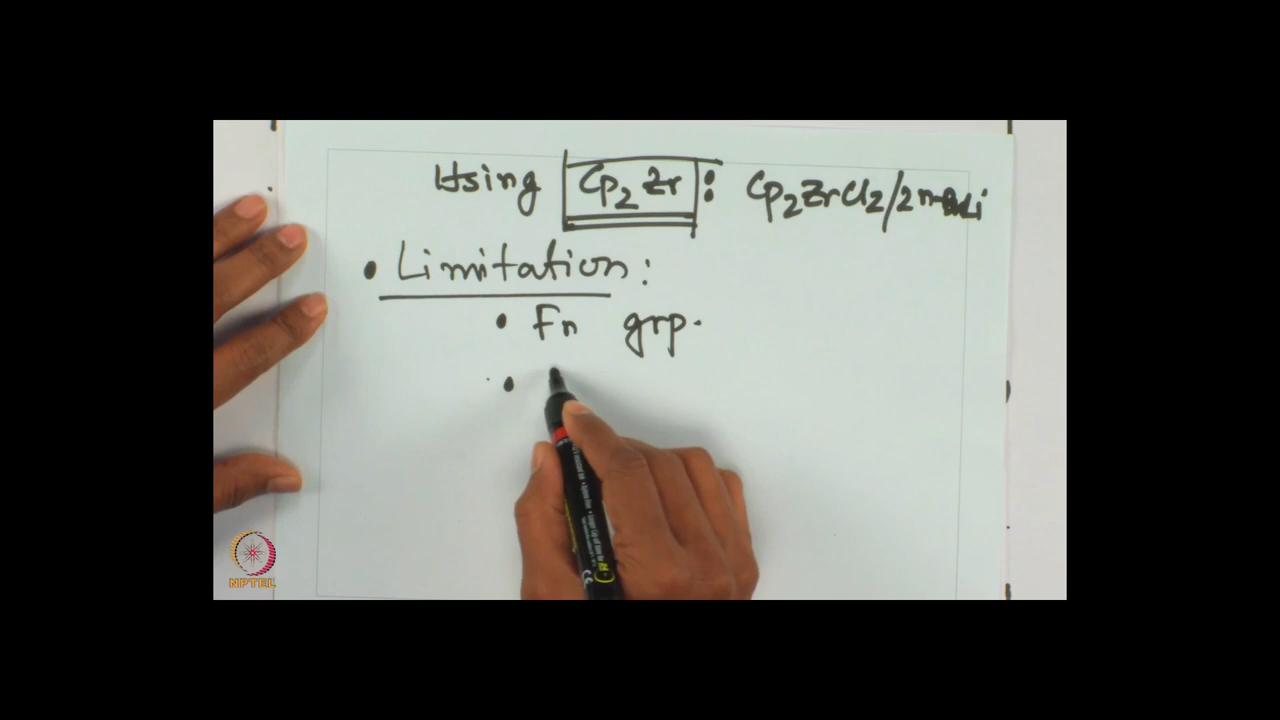 Using Cp2Zr: Cp2ZrCl2/2n-BuLi
• Limitation:
• Fn grp.
•
NPTEL